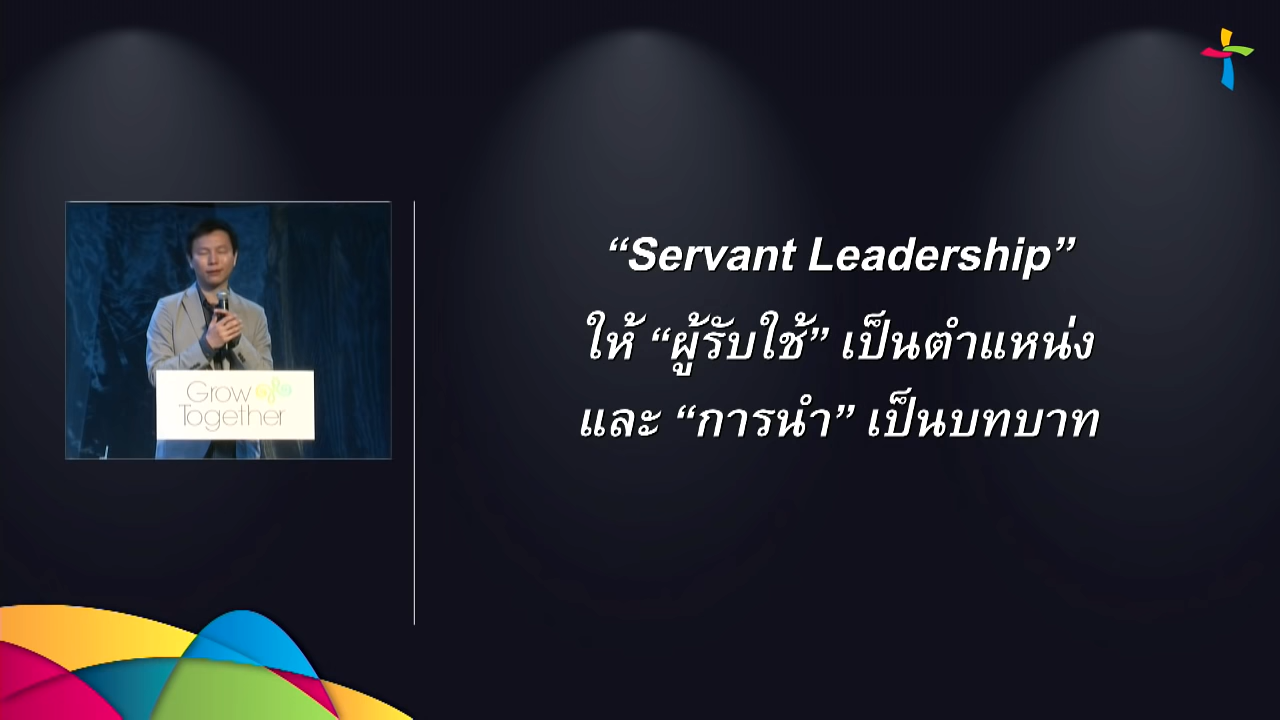 Grow
Together
“Servant Leadership”
ให้ “ผู้รับใช้” เป็นตำแหน่ง
และ “การนำ” เป็นบทบาท